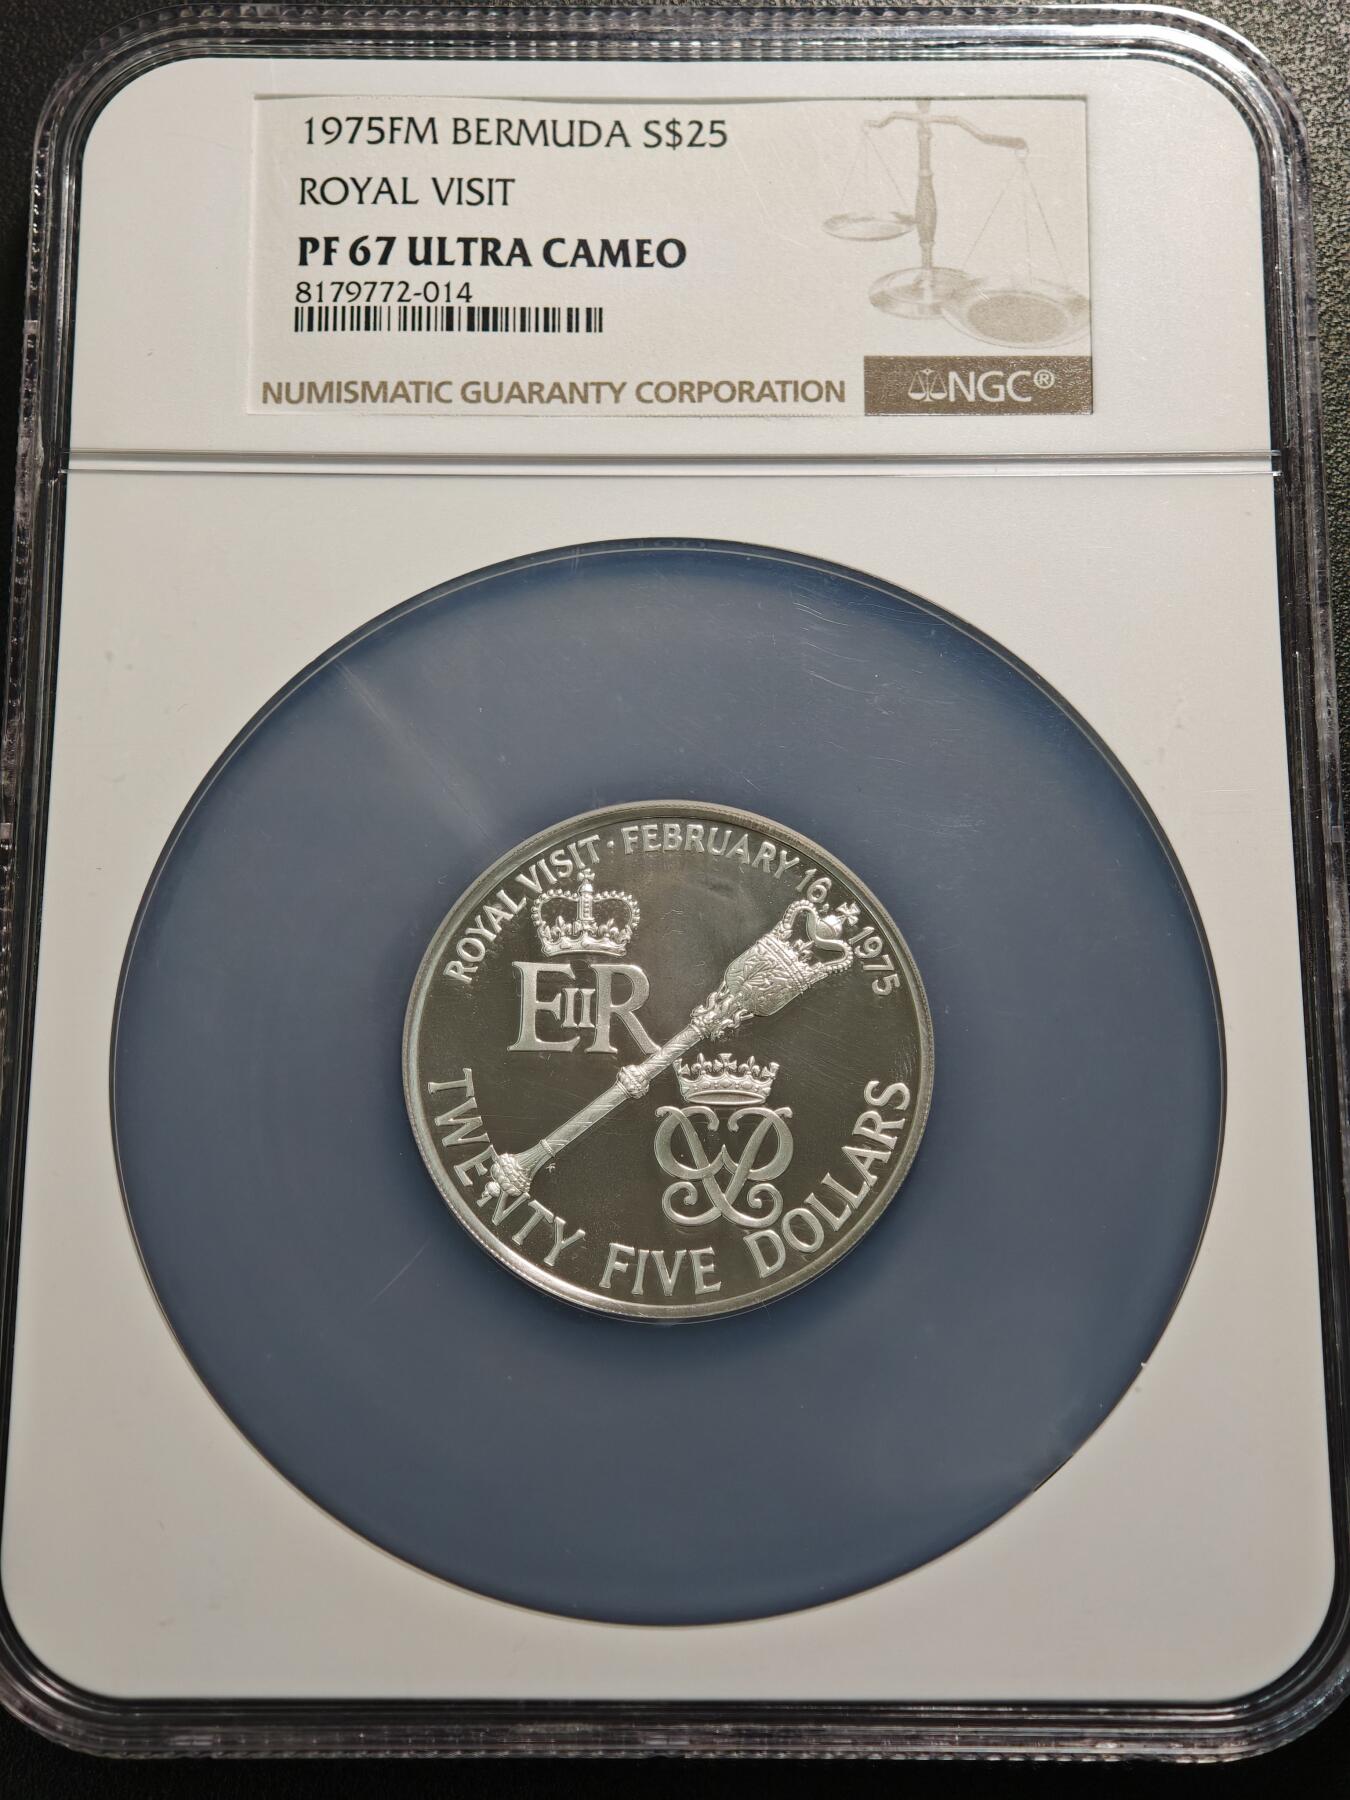 1975FM BERMUDA S$25
ROYAL VISIT
PF 67 ULTRA CAMEO
8179772-014
NUMISMATIC GUARANTY CORPORATION
NGC®
ROYAL VISIT · FEBRUARY 16, 1975
EIIR
TWENTY FIVE DOLLARS